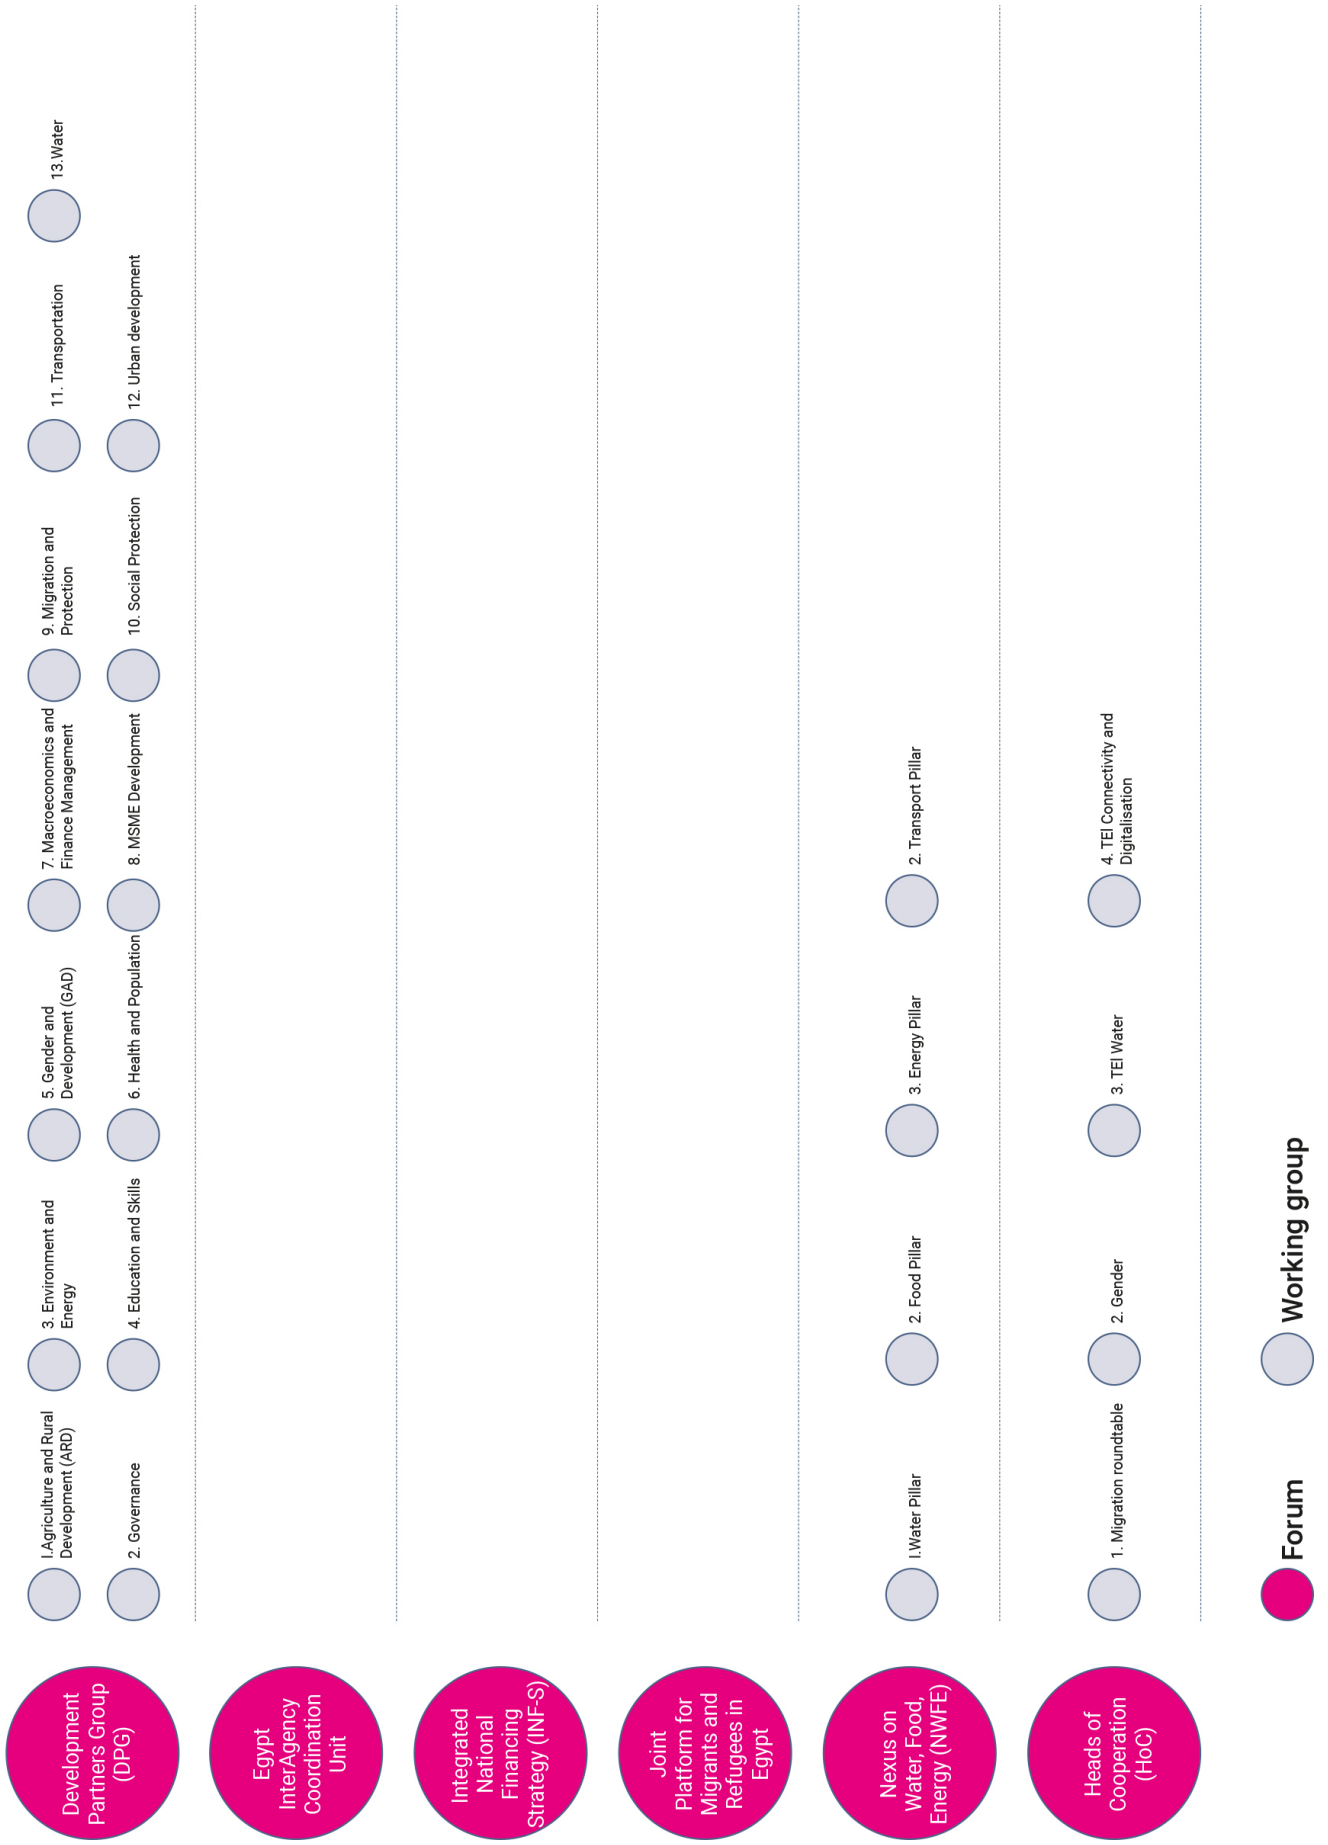 Development
Partners Group
(DPG)
I.Agriculture and Rural
Development (ARD)
2. Governance
3. Environment and
Energy
4. Education and Skills
5. Gender and
Development (GAD)
6. Health and Population
7. Macroeconomics and
Finance Management
8. MSME Development
9. Migration and
Protection
10. Social Protection
11. Transportation
12. Urban development
13.Water
Egypt
InterAgency
Coordination
Unit
Integrated
National
Financing
Strategy (INF-S)
Joint
Platform for
Migrants and
Refugees in
Egypt
Nexus on
Water, Food,
Energy (NWFE)
I.Water Pillar
2. Food Pillar
3. Energy Pillar
2. Transport Pillar
Heads of
Cooperation
(HoC)
1. Migration roundtable
2. Gender
3. TEI Water
4. TEI Connectivity and
Digitalisation
Forum
Working group